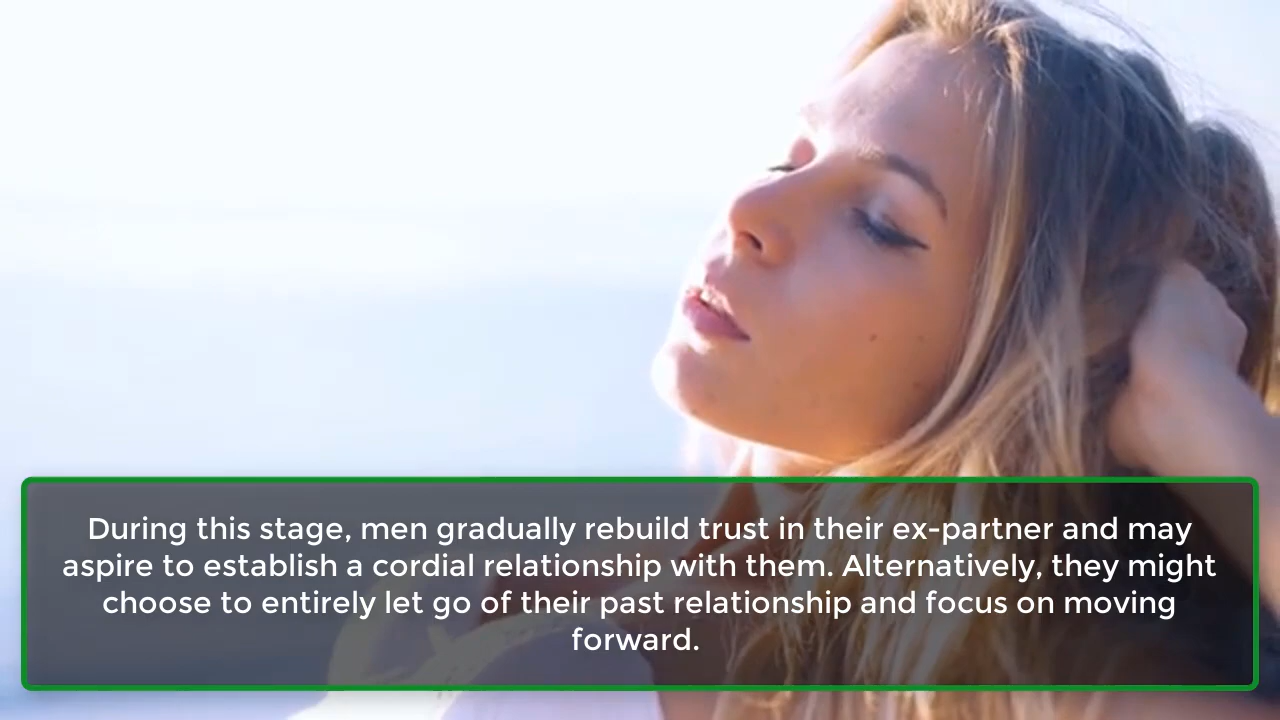 During this stage, men gradually rebuild trust in their ex-partner and may
aspire to establish a cordial relationship with them. Alternatively, they might
choose to entirely let go of their past relationship and focus on moving
forward.